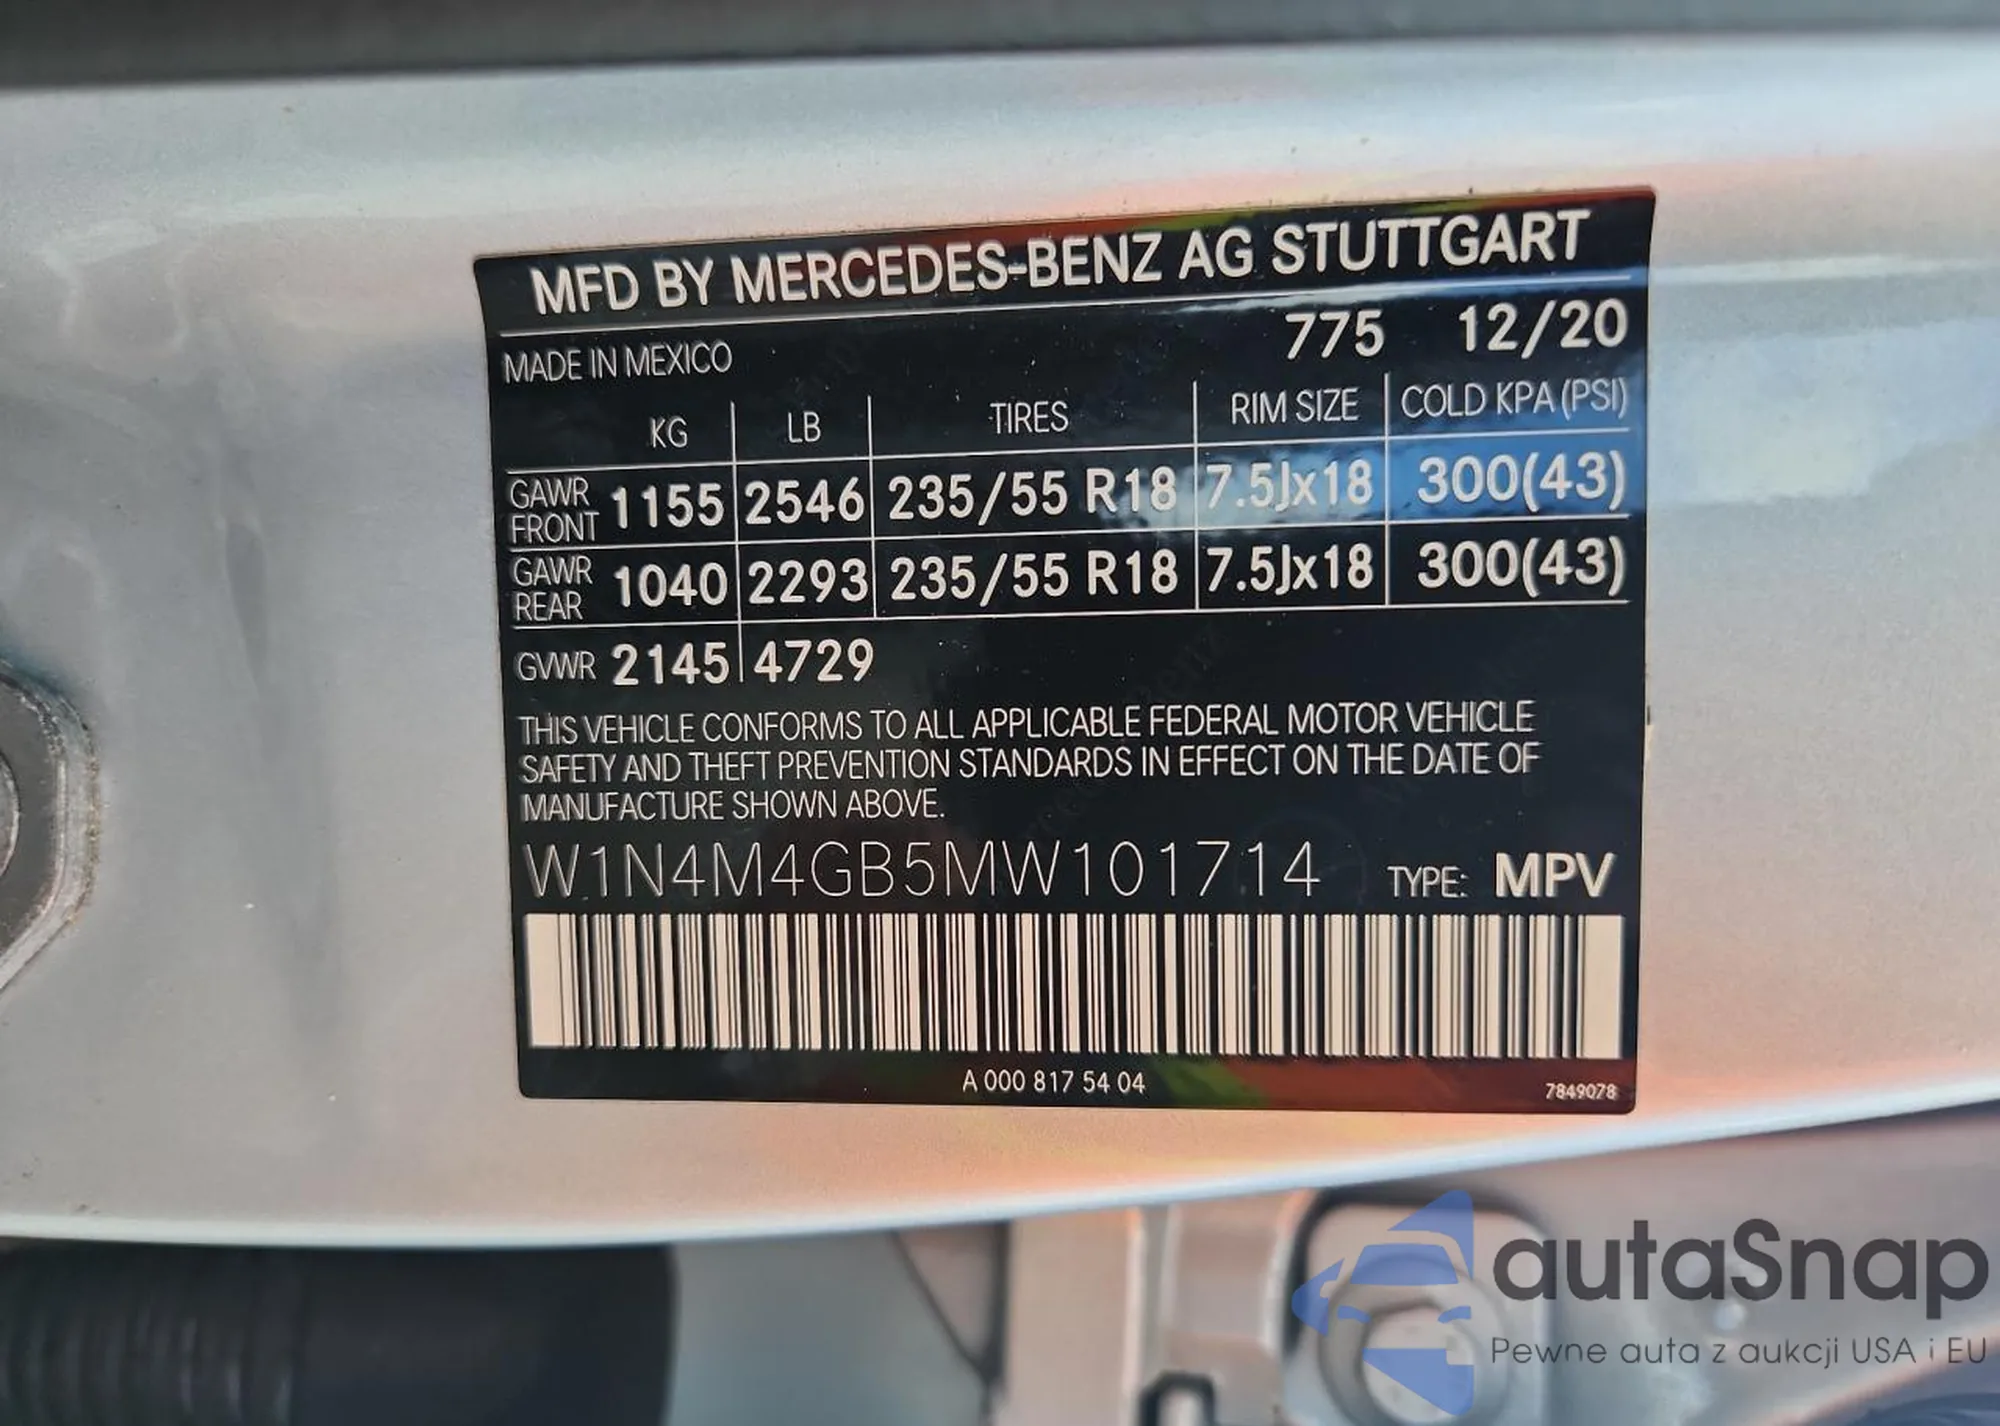 MFD BY MERCEDES-BENZ AG STUTTGART
MADE IN MEXICO 775 12/20
KG LB TIRES RIM SIZE COLD KPA (PSI)
GAWR FRONT 1155 2546 235/55 R18 7.5Jx18 300(43)
GAWR REAR 1040 2293 235/55 R18 7.5Jx18 300(43)
GVWR 2145 4729
THIS VEHICLE CONFORMS TO ALL APPLICABLE FEDERAL MOTOR VEHICLE
SAFETY AND THEFT PREVENTION STANDARDS IN EFFECT ON THE DATE OF
MANUFACTURE SHOWN ABOVE.
W1N4M4GB5MW101714 TYPE: MPV
A 000 817 54 04
7849078
autaSnap
Pewne auta z aukcji USA i EU